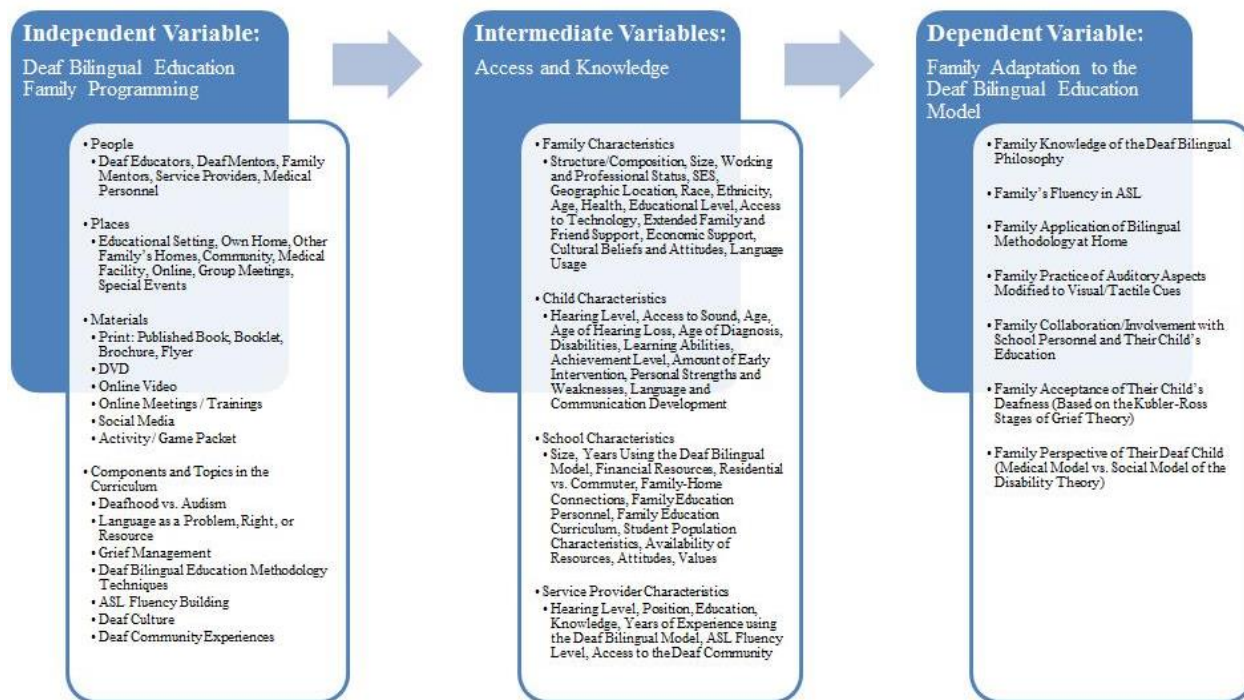 Independent Variable:
Deaf Bilingual Education
Family Programming
• People
• Deaf Educators, Deaf Mentors, Family
Mentors, Service Providers, Medical
Personnel
• Places
• Educational Setting, Own Home, Other
Family's Homes, Community, Medical
Facility, Online, Group Meetings,
Special Events
• Materials
• Print: Published Book, Booklet,
Brochure, Flyer
• DVD
• Online Video
• Online Meetings / Trainings
• Social Media
• Activity/ Game Packet
• Components and Topics in the
Curriculum
• Deafhood vs. Audism
• Language as a Problem, Right, or
Resource
• Grief Management
• Deaf Bilingual Education Methodology
Techniques
• ASL Fluency Building
• Deaf Culture
• Deaf Community Experiences
Intermediate Variables:
Access and Knowledge
• Family Characteristics
• Structure/Composition, Size, Working
and Professional Status, SES,
Geographic Location, Race, Ethnicity,
Age, Health, Educational Level, Access
to Technology, Extended Family and
Friend Support, Economic Support,
Cultural Beliefs and Attitudes, Language
Usage
• Child Characteristics
• Hearing Level, Access to Sound, Age,
Age of Hearing Loss, Age of Diagnosis,
Disabilities, Learning Abilities,
Achievement Level, Amount of Early
Intervention, Personal Strengths and
Weaknesses, Language and
Communication Development
• School Characteristics
• Size, Years Using the Deaf Bilingual
Model, Financial Resources, Residential
vs. Commuter, Family-Home
Connections, Family Education
Personnel, Family Education
Curriculum, Student Population
Characteristics, Availability of
Resources, Attitudes, Values
• Service Provider Characteristics
• Hearing Level, Position, Education,
Knowledge, Years of Experience using
the Deaf Bilingual Model, ASL Fluency
Level, Access to the Deaf Community
Dependent Variable:
Family Adaptation to the
Deaf Bilingual Education
Model
• Family Knowledge of the Deaf Bilingual
Philosophy
• Family's Fluency in ASL
• Family Application of Bilingual
Methodology at Home
• Family Practice of Auditory Aspects
Modified to Visual/Tactile Cues
• Family Collaboration/Involvement with
School Personnel and Their Child's
Education
• Family Acceptance of Their Child's
Deafness (Based on the Kubler-Ross
Stages of Grief Theory)
• Family Perspective of Their Deaf Child
(Medical Model vs. Social Model of the
Disability Theory)